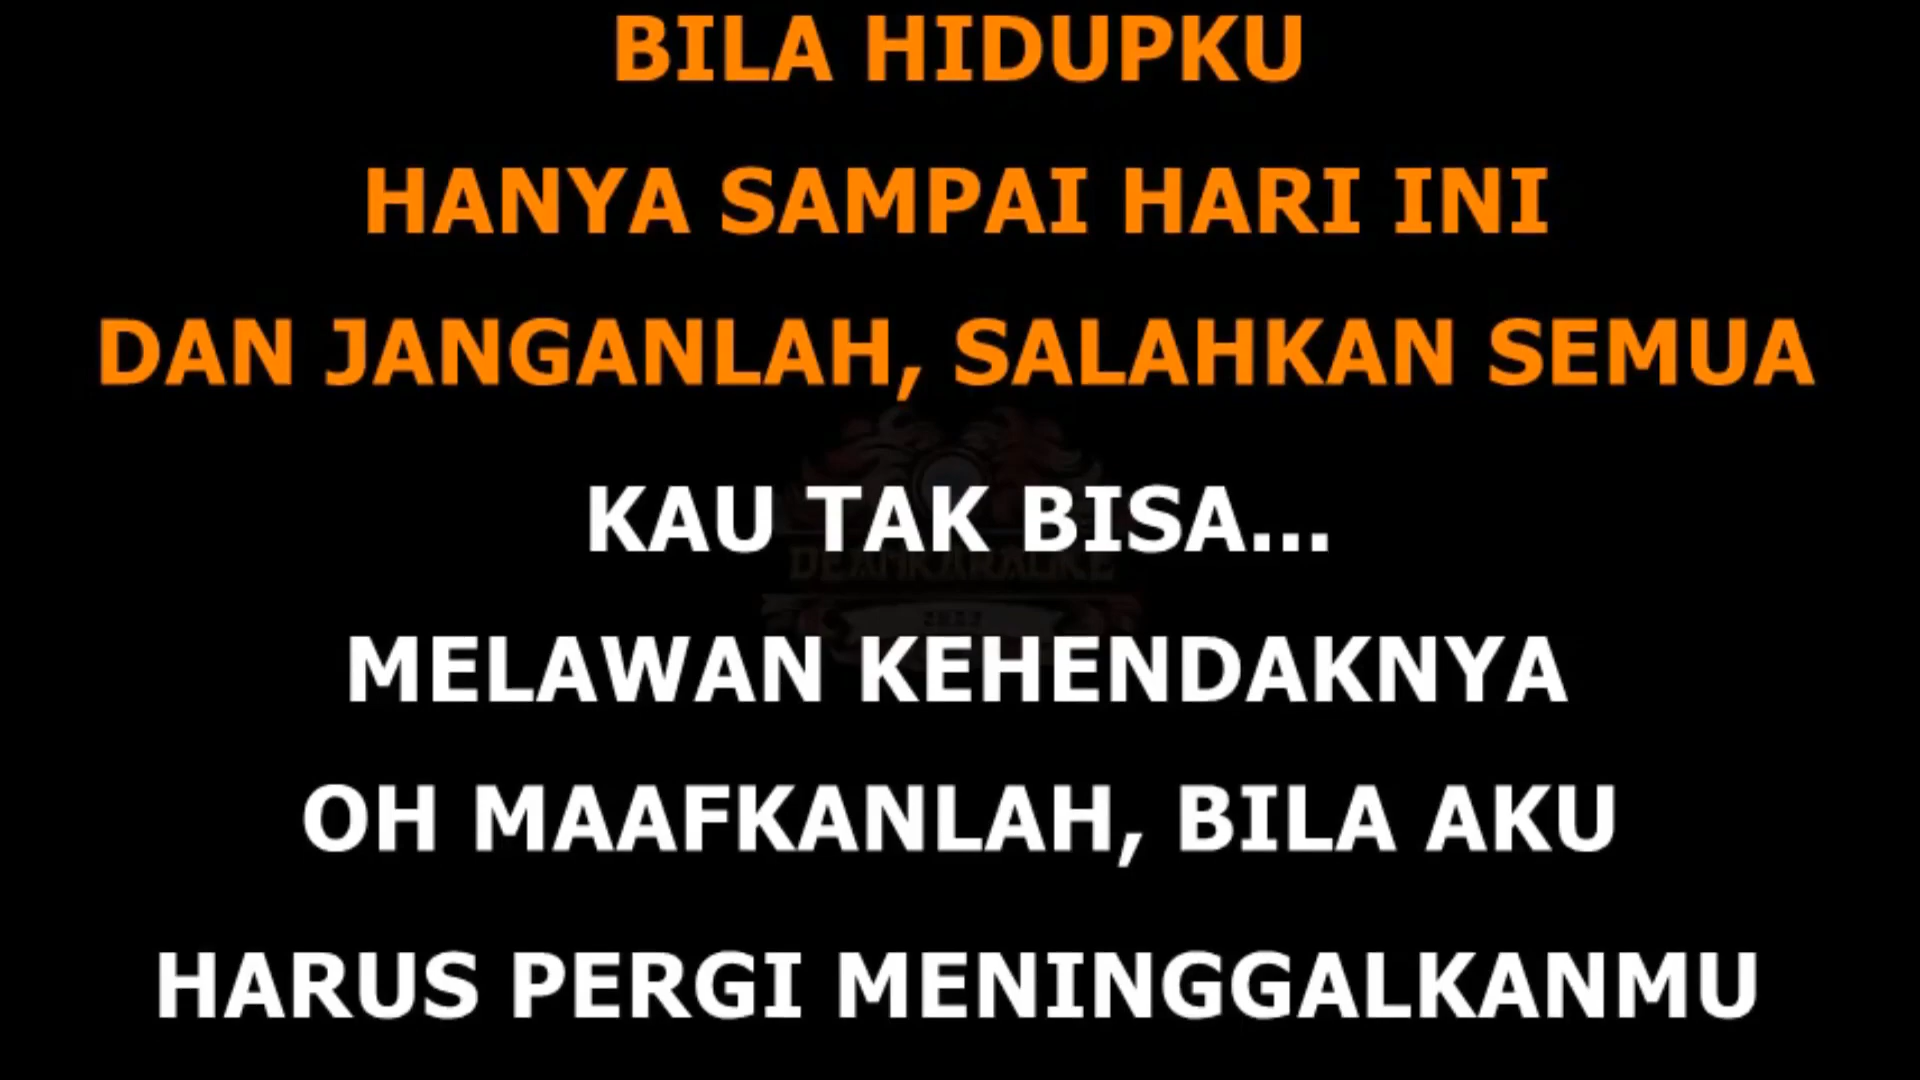 BILA HIDUPKU
HANYA SAMPAI HARI INI
DAN JANGANLAH, SALAHKAN SEMUA
KAU TAK BISA...
DEANKARAOKE
MELAWAN KEHENDAKNYA
OH MAAFKANLAH, BILA AKU
HARUS PERGI MENINGGALKANMU